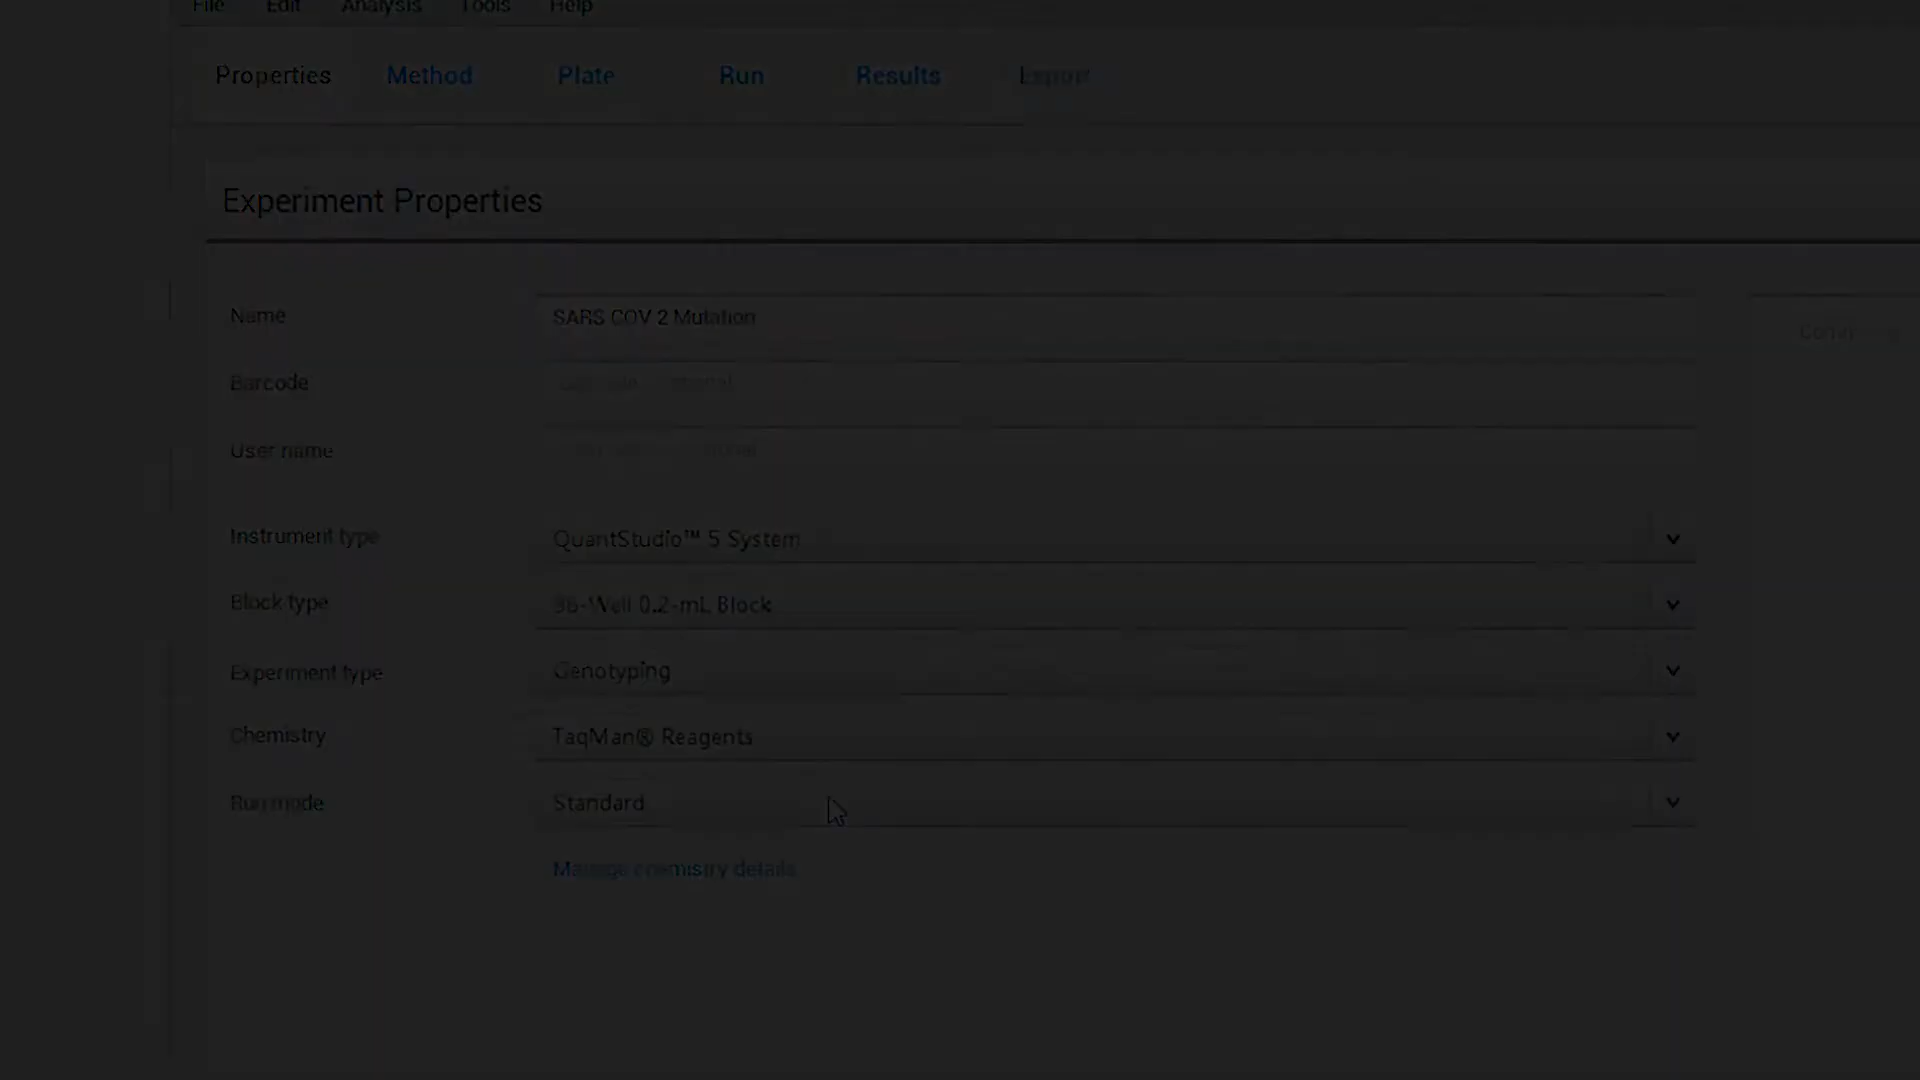 File Edit Analysis Tools Help
Properties Method Plate Run Results Export
Experiment Properties
Name SARS COV 2 Mutation
Barcode
User name
Instrument type QuantStudio™ 5 System
Block type 96-Well 0.2-mL Block
Experiment type Genotyping
Chemistry TaqMan® Reagents
Run mode Standard
Manage chemistry details